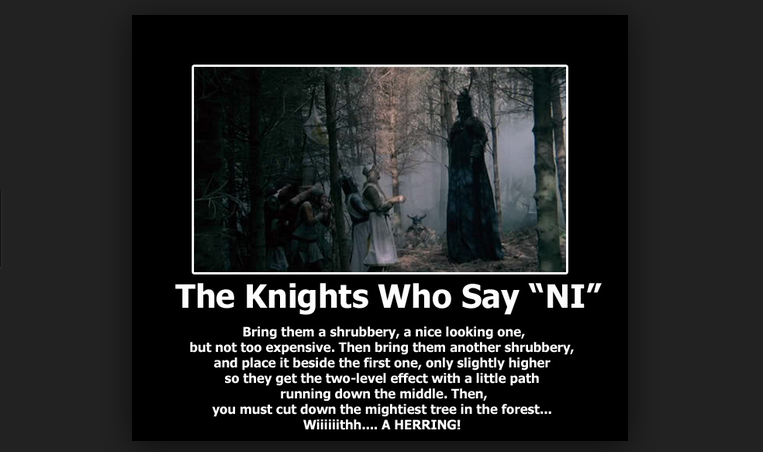 The Knights Who Say “NI”
Bring them a shrubbery, a nice looking one,
but not too expensive. Then bring them another shrubbery,
and place it beside the first one, only slightly higher
so they get the two-level effect with a little path
running down the middle. Then,
you must cut down the mightiest tree in the forest...
Wiiiiiithh.... A HERRING!